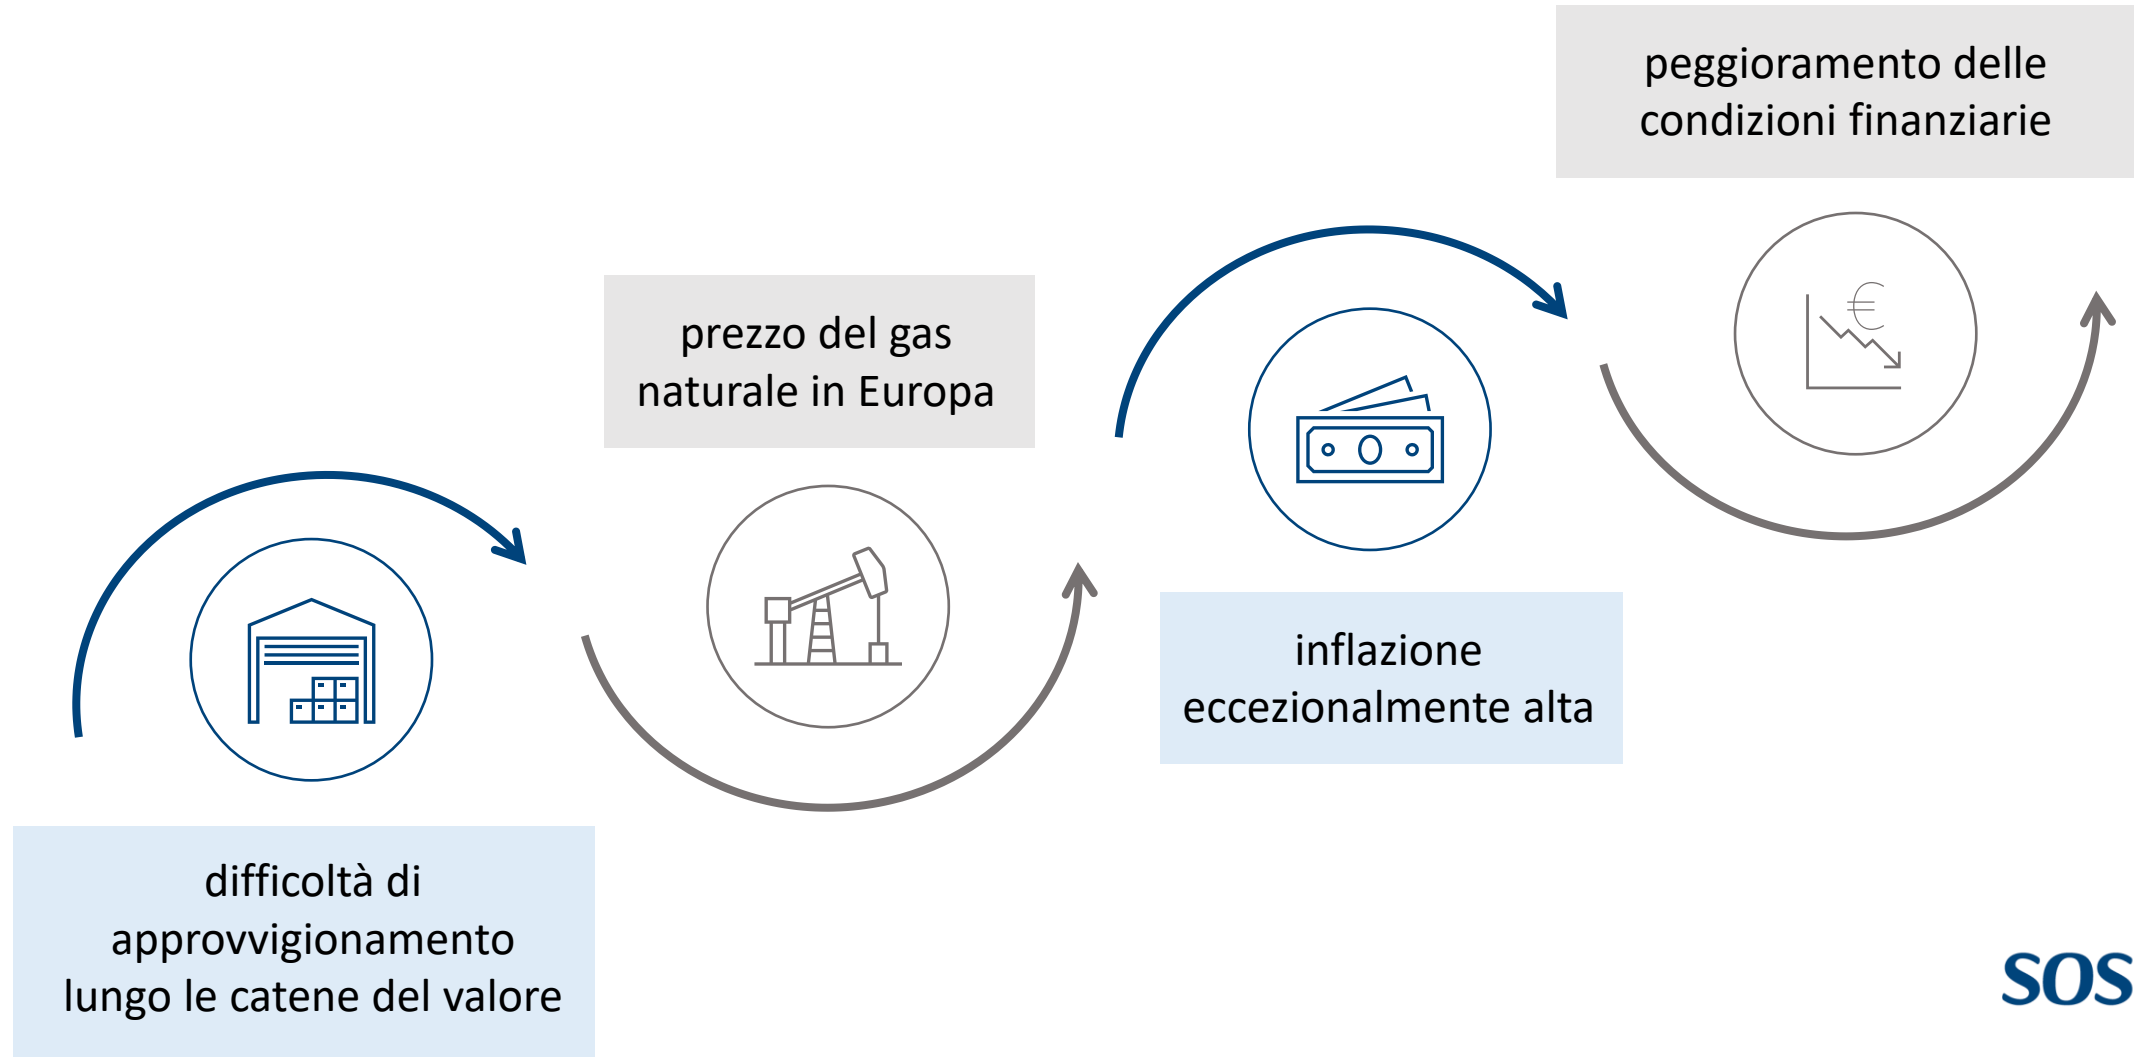 difficoltà di
approvvigionamento
lungo le catene del valore
prezzo del gas
naturale in Europa
inflazione
eccezionalmente alta
peggioramento delle
condizioni finanziarie
€
SOS